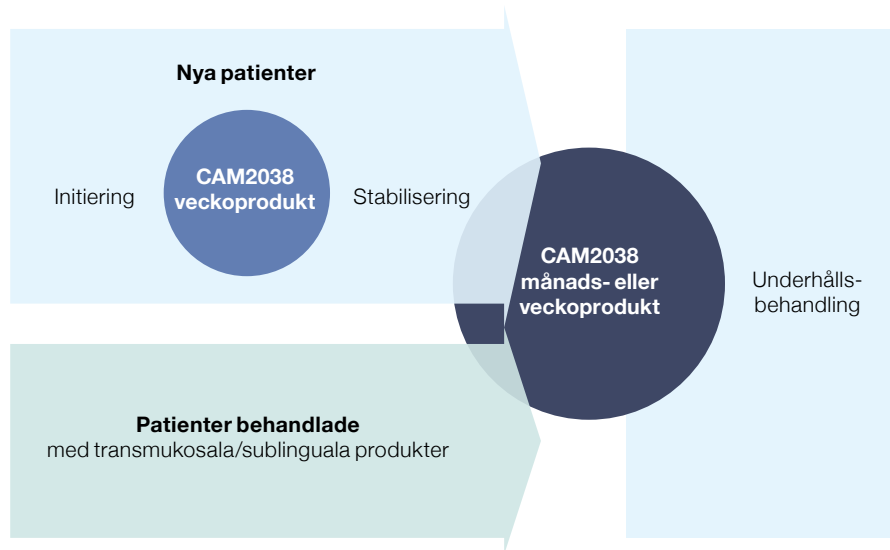 Nya patienter
Initiering
CAM2038
veckoprodukt
Stabilisering
CAM2038
månads- eller
veckoprodukt
Underhålls-
behandling
Patienter behandlade
med transmukosala/sublinguala produkter